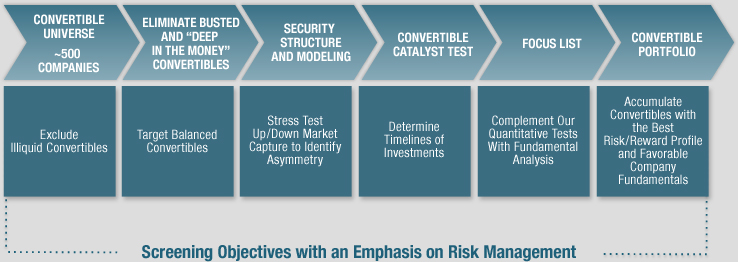 CONVERTIBLE
UNIVERSE
~500
COMPANIES
ELIMINATE BUSTED
AND “DEEP
IN THE MONEY”
CONVERTIBLES
SECURITY
STRUCTURE
AND MODELING
CONVERTIBLE
CATALYST TEST
FOCUS LIST
CONVERTIBLE
PORTFOLIO
Exclude
Illiquid Convertibles
Target Balanced
Convertibles
Stress Test
Up/Down Market
Capture to Identify
Asymmetry
Determine
Timelines of
Investments
Complement Our
Quantitative Tests
With Fundamental
Analysis
Accumulate
Convertibles with
the Best
Risk/Reward Profile
and Favorable
Company
Fundamentals
Screening Objectives with an Emphasis on Risk Management